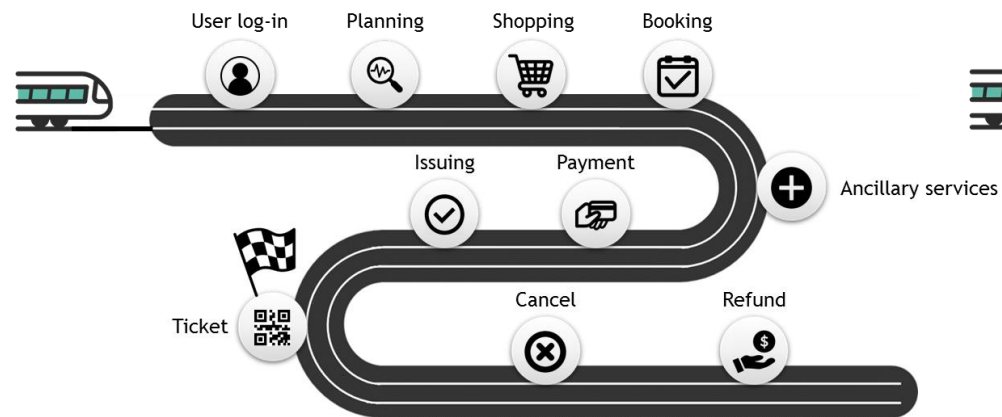 User log-in
Planning
Shopping
Booking
Ancillary services
Payment
Issuing
Ticket
Cancel
Refund